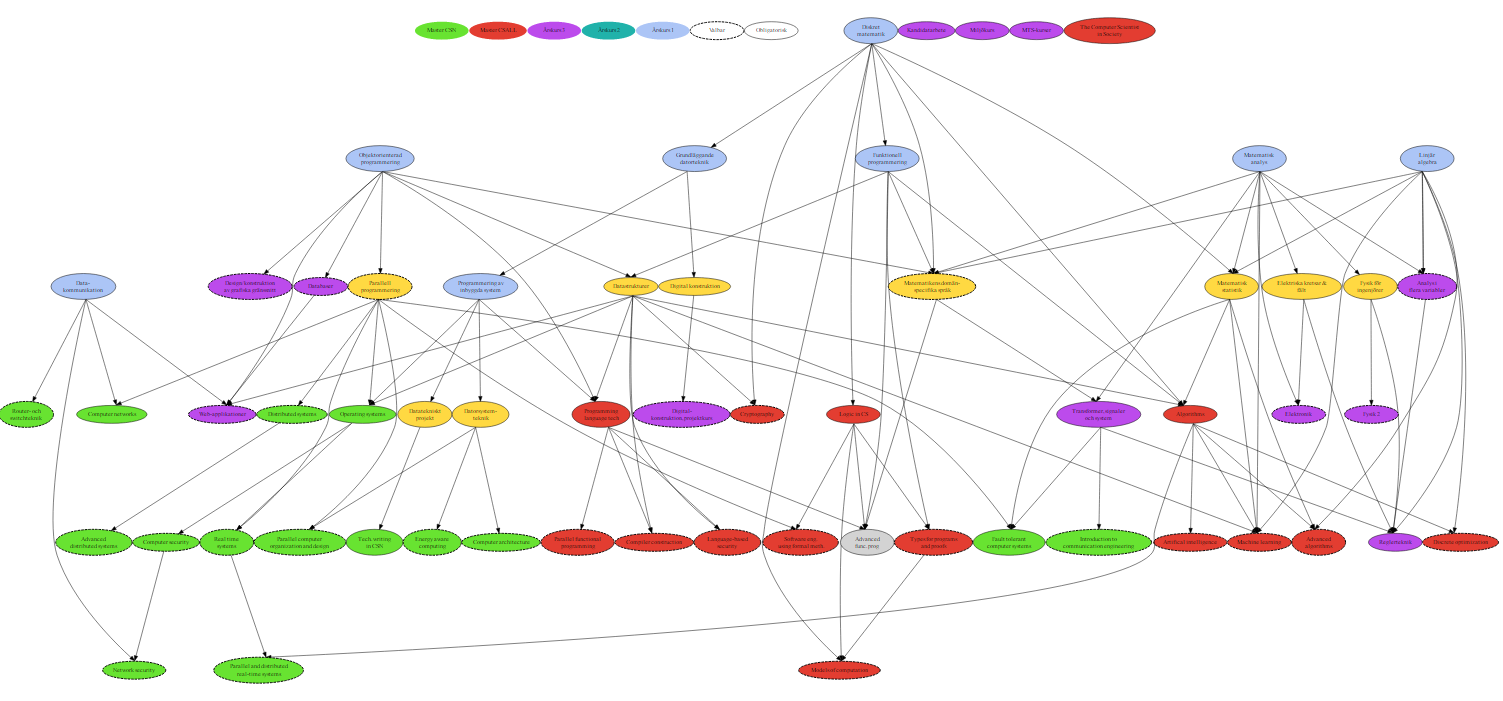 Master CSN
Master CSALL
Årskurs 3
Årskurs 2
Årskurs 1
Valbar
Obligatorisk
Diskret
matematik
Kandidatarbete
Miljökurs
MTS-kurser
The Computer Scientist
in Society
Objektorienterad
programmering
Grundläggande
datorteknik
Funktionell
programmering
Matematisk
analys
Linjär
algebra
Data-
kommunikation
Design/konstruktion
av grafiska gränssnitt
Databaser
Parallell
programmering
Programmering av
inbyggda system
Datastrukturer
Digital konstruktion
Matematikens domän-
specifika språk
Matematisk
statistik
Elektriska kretsar &
fält
Fysik för
ingenjörer
Analys i
flera variabler
Router- och
switchteknik
Computer networks
Web-applikationer
Distributed systems
Operating systems
Datatekniskt
projekt
Datorsystem-
teknik
Programming
language tech
Digital-
konstruktion, projektkurs
Cryptography
Logic in CS
Transformer, signaler
och system
Algorithms
Elektronik
Fysik 2
Advanced
distributed systems
Computer security
Real time
systems
Parallel computer
organization and design
Tech. writing
in CSN
Energy aware
computing
Computer architecture
Parallel functional
programming
Compiler construction
Language-based
security
Software eng.
using formal meth
Advanced
func. prog
Types for programs
and proofs
Fault tolerant
computer systems
Introduction to
communication engineering
Artificial intelligence
Machine learning
Advanced
algorithms
Reglerteknik
Discrete optimization
Network security
Parallel and distributed
real-time systems
Models of computation